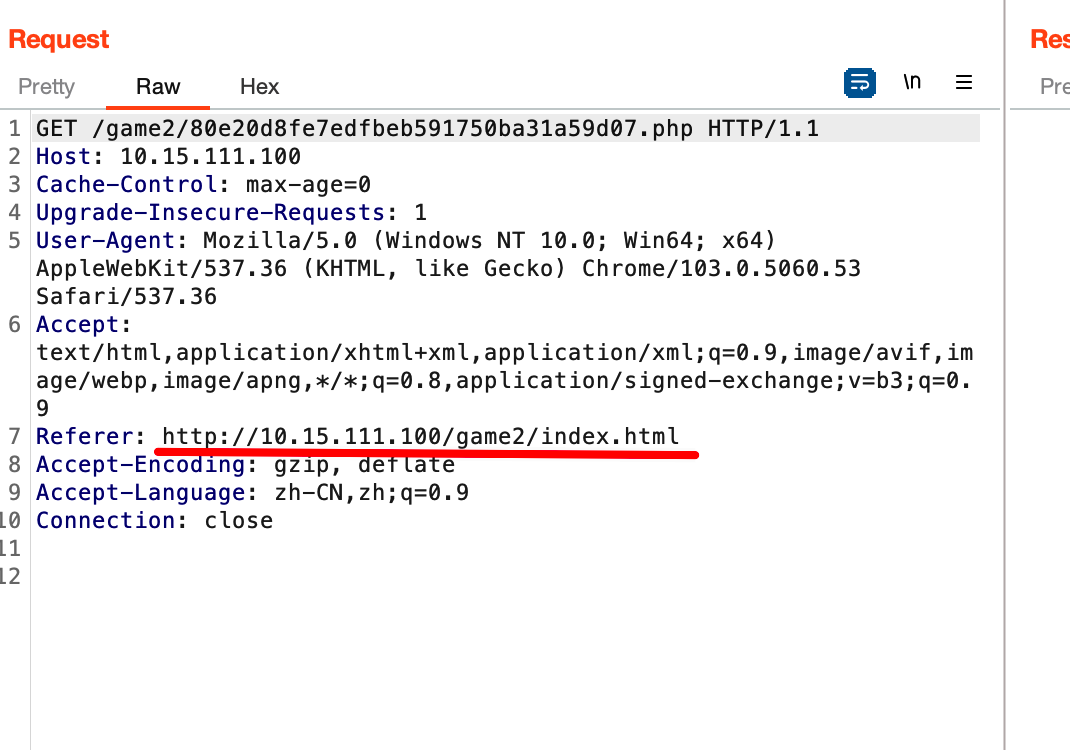 Request
Res
Pretty Raw Hex \n
Pre
1 GET /game2/80e20d8fe7edfbeb591750ba31a59d07.php HTTP/1.1
2 Host: 10.15.111.100
3 Cache-Control: max-age=0
4 Upgrade-Insecure-Requests: 1
5 User-Agent: Mozilla/5.0 (Windows NT 10.0; Win64; x64)
AppleWebKit/537.36 (KHTML, like Gecko) Chrome/103.0.5060.53
Safari/537.36
6 Accept:
text/html,application/xhtml+xml,application/xml;q=0.9,image/avif,im
age/webp,image/apng,*/*;q=0.8,application/signed-exchange;v=b3;q=0.
9
7 Referer: http://10.15.111.100/game2/index.html
8 Accept-Encoding: gzip, deflate
9 Accept-Language: zh-CN,zh;q=0.9
10 Connection: close
11
12